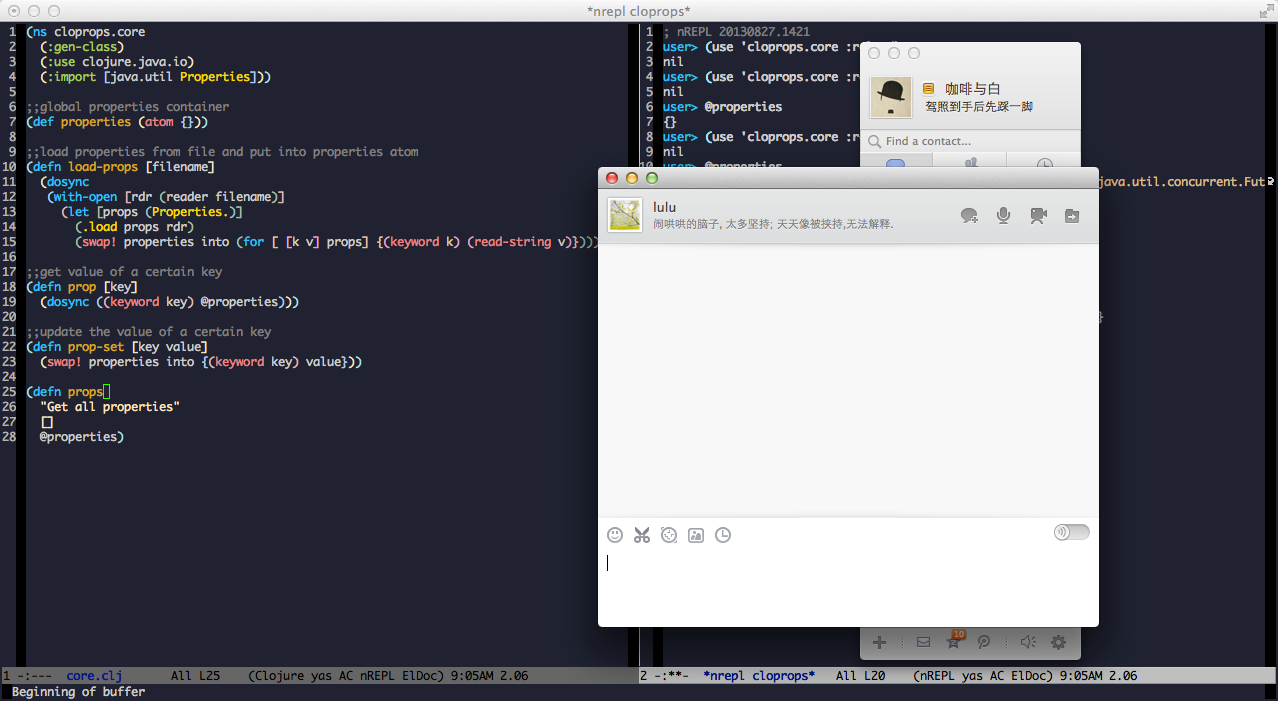 *nrepl cloprops*
1 (ns cloprops.core
2 (:gen-class)
3 (:use clojure.java.io)
4 (:import [java.util Properties]))
5
6 ;;global properties container
7 (def properties (atom {}))
8
9 ;;load properties from file and put into properties atom
10 (defn load-props [filename]
11 (dosync
12 (with-open [rdr (reader filename)]
13 (let [props (Properties.)]
14 (.load props rdr)
15 (swap! properties into (for [ [k v] props] {(keyword k) (read-string v)})))
16
17 ;;get value of a certain key
18 (defn prop [key]
19 (dosync ((keyword key) @properties)))
20
21 ;;update the value of a certain key
22 (defn prop-set [key value]
23 (swap! properties into {(keyword key) value}))
24
25 (defn props
26 "Get all properties"
27 []
28 @properties)
1 ; nREPL 20130827.1421
2 user> (use 'cloprops.core :r
3 nil
4 user> (use 'cloprops.core :r
5 nil
6 user> @properties
7 {}
8 user> (use 'cloprops.core :r
9 nil
10 user> @properties
java.util.concurrent.Fut
}
咖啡与白
驾照到手后先踩一脚
Find a contact...
lulu
闹哄哄的脑子, 太多坚持; 天天像被挟持,无法解释.
10
1 -:--- core.clj All L25 (Clojure yas AC nREPL ElDoc) 9:05AM 2.06
2 -:**- *nrepl cloprops* All L20 (nREPL yas AC ElDoc) 9:05AM 2.06
Beginning of buffer